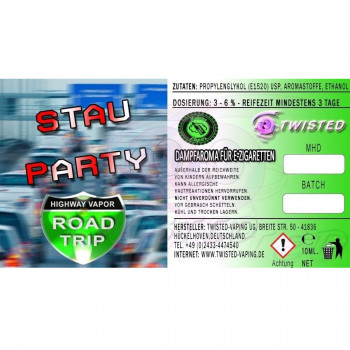 STAU
PARTY
HIGHWAY VAPOR
ROAD
TRIP
ZUTATEN: PROPYLENGLYKOL (E1520) USP, AROMASTOFFE, ETHANOL
DOSIERUNG: 3 - 6 % - REIFEZEIT MINDESTENS 3 TAGE
TWISTED
DAMPFAROMA FÜR E-ZIGARETTEN
AUßERHALB DER REICHWEITE
VON KINDERN AUFBEWAHREN.
KANN ALLERGISCHE
HAUTREAKTIONEN HERVORRUFEN.
NICHT UNVERDÜNNT VERWENDEN.
VOR GEBRAUCH SCHÜTTELN.
KÜHL UND TROCKEN LAGERN.
MHD
BATCH
HERSTELLER: TWISTED-VAPING UG, BREITE STR. 50 - 41836
HÜCKELHOVEN,DEUTSCHLAND.
TEL. +49 (0)2433-4474540
INTERNET: WWW.TWISTED-VAPING.DE
Achtung
10ML.
NET